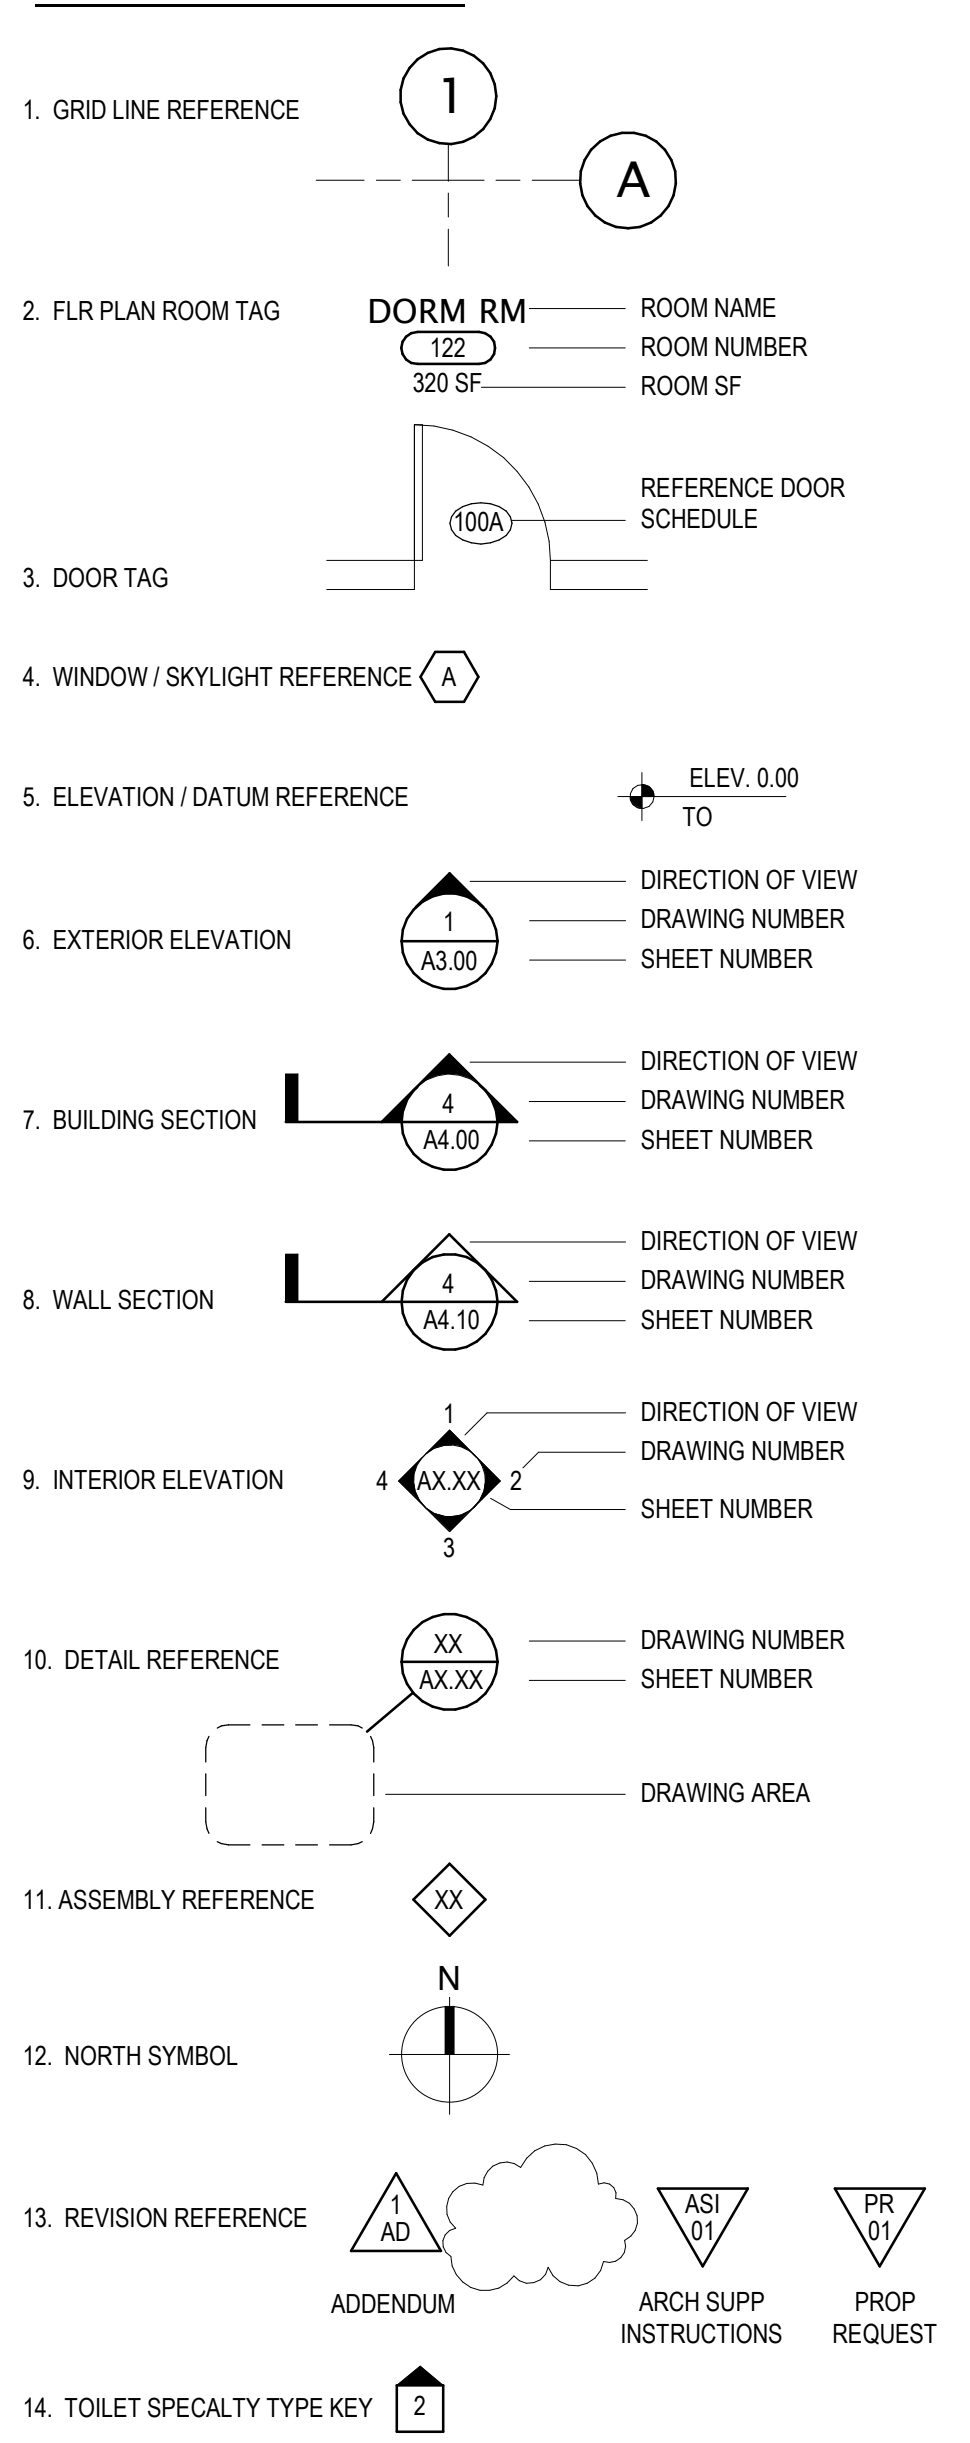 1. GRID LINE REFERENCE
1
A
2. FLR PLAN ROOM TAG
DORM RM
ROOM NAME
122
ROOM NUMBER
320 SF
ROOM SF
REFERENCE DOOR
SCHEDULE
100A
3. DOOR TAG
4. WINDOW / SKYLIGHT REFERENCE
A
5. ELEVATION / DATUM REFERENCE
ELEV. 0.00
TO
6. EXTERIOR ELEVATION
1
A3.00
DIRECTION OF VIEW
DRAWING NUMBER
SHEET NUMBER
7. BUILDING SECTION
4
A4.00
DIRECTION OF VIEW
DRAWING NUMBER
SHEET NUMBER
8. WALL SECTION
4
A4.10
DIRECTION OF VIEW
DRAWING NUMBER
SHEET NUMBER
9. INTERIOR ELEVATION
1
4
AX.XX
2
3
DIRECTION OF VIEW
DRAWING NUMBER
SHEET NUMBER
10. DETAIL REFERENCE
XX
AX.XX
DRAWING NUMBER
SHEET NUMBER
DRAWING AREA
11. ASSEMBLY REFERENCE
XX
N
12. NORTH SYMBOL
13. REVISION REFERENCE
1
AD
ADDENDUM
ASI
01
ARCH SUPP
INSTRUCTIONS
PR
01
PROP
REQUEST
14. TOILET SPECALTY TYPE KEY
2